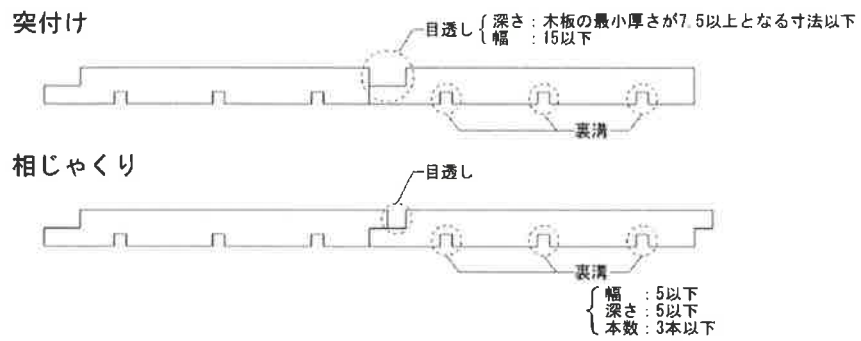 突付け
目透し 深さ：木板の最小厚さが7.5以上となる寸法以下
幅 ：15以下
裏溝
相じゃくり
目透し
裏溝
幅 ：5以下
深さ：5以下
本数：3本以下